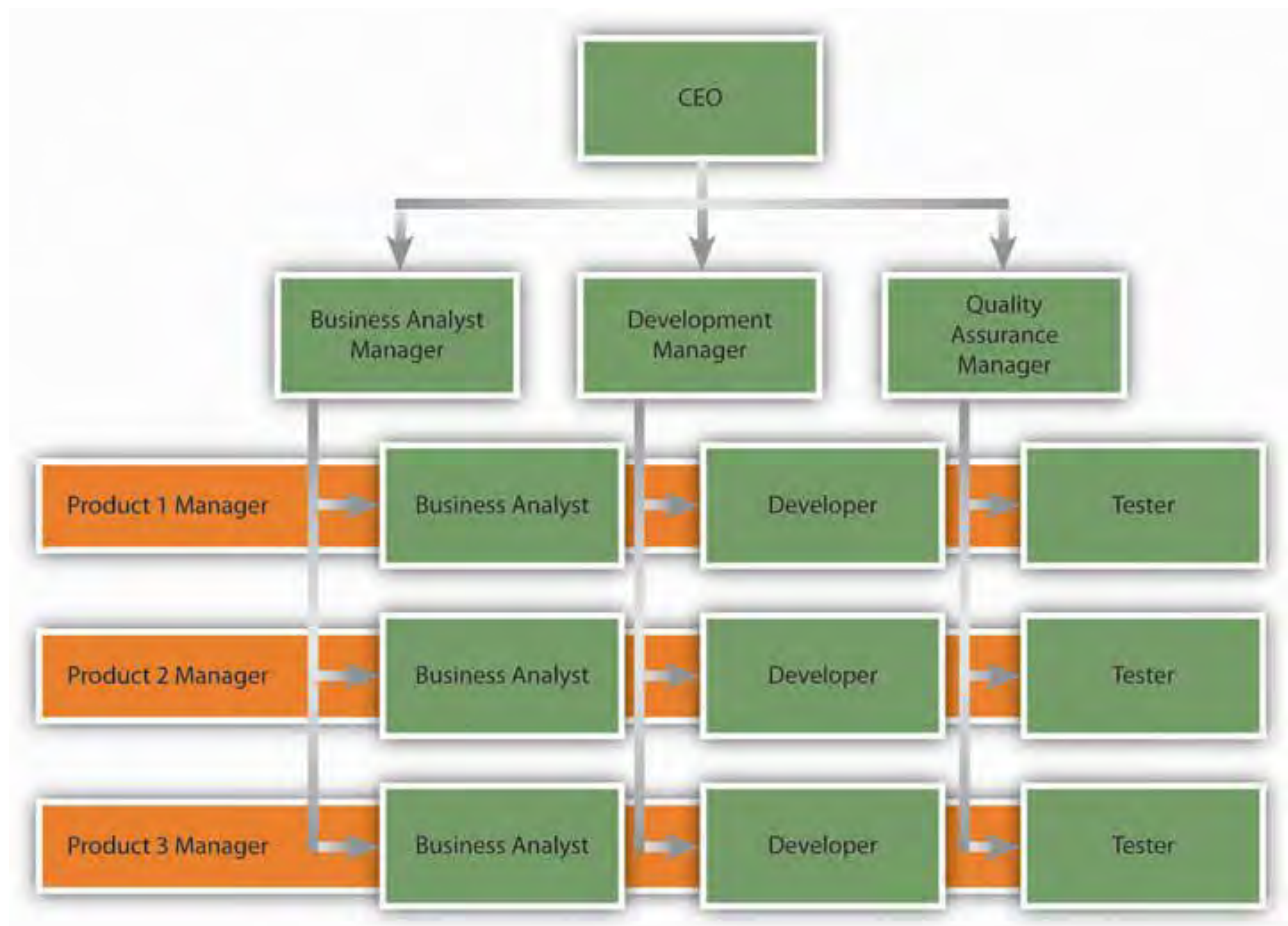 CEO
Business Analyst
Manager
Development
Manager
Quality
Assurance
Manager
Product 1 Manager
Business Analyst
Developer
Tester
Product 2 Manager
Business Analyst
Developer
Tester
Product 3 Manager
Business Analyst
Developer
Tester